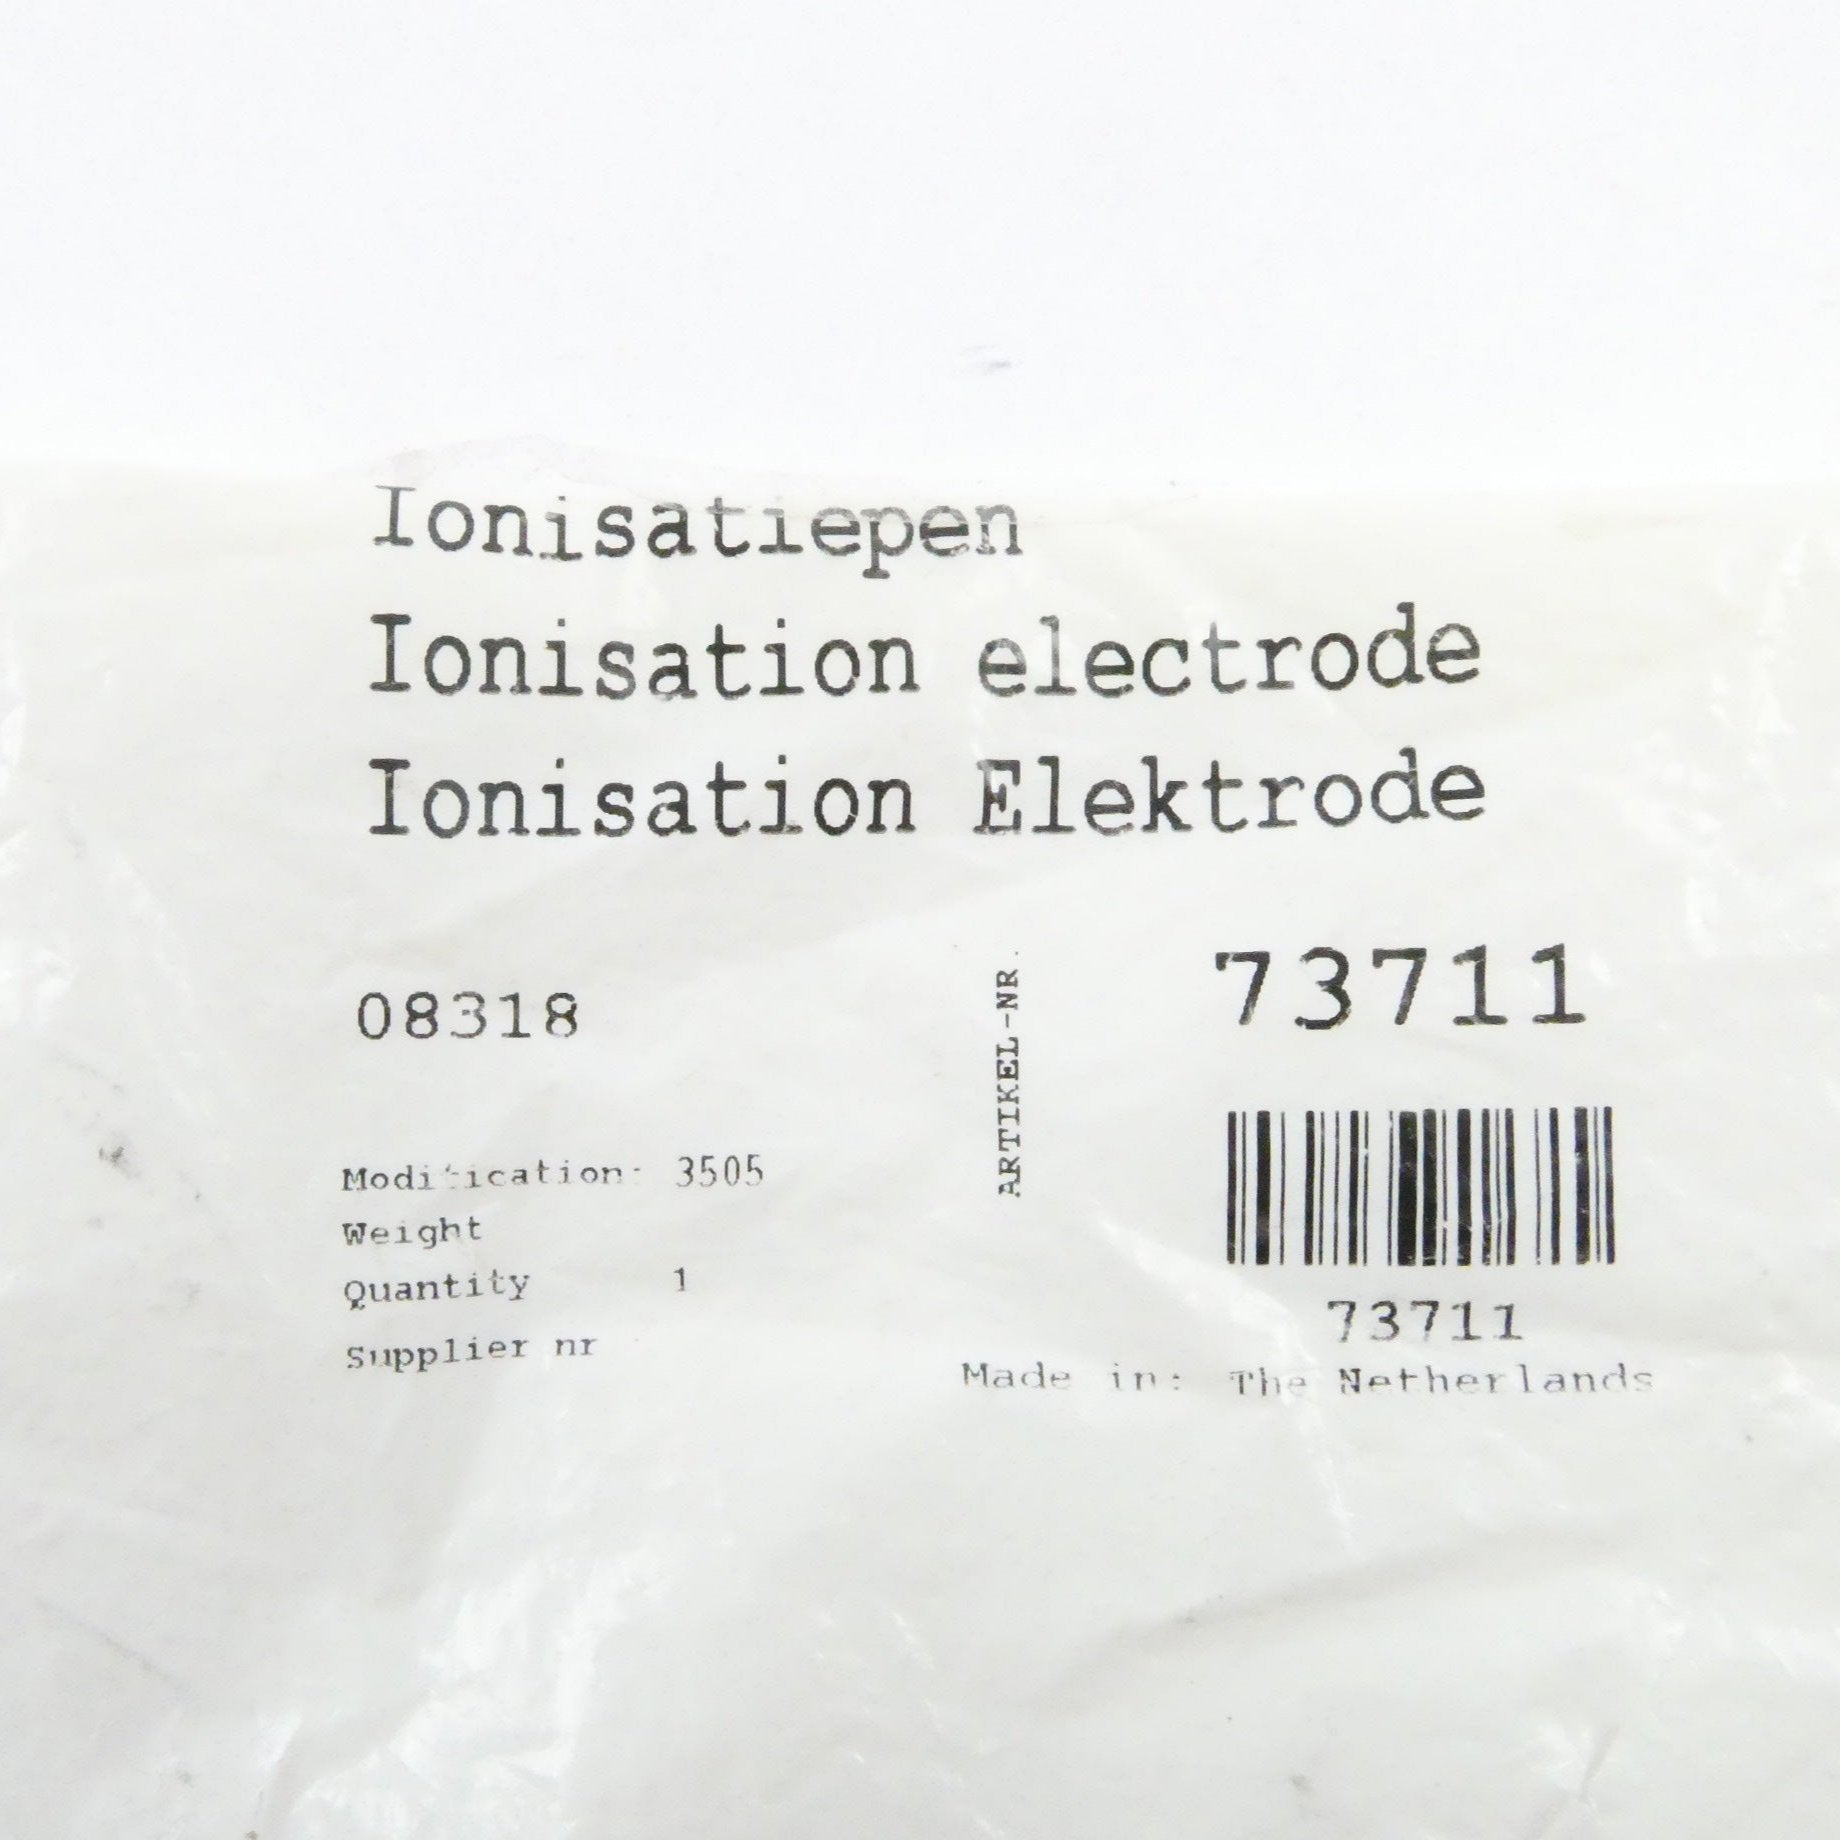 Ionisatiepen
Ionisation electrode
Ionisation Elektrode
08318
ARTIKEL-NR.
73711
Modification: 3505
Weight
Quantity 1
Supplier nr
73711
Made in: The Netherlands